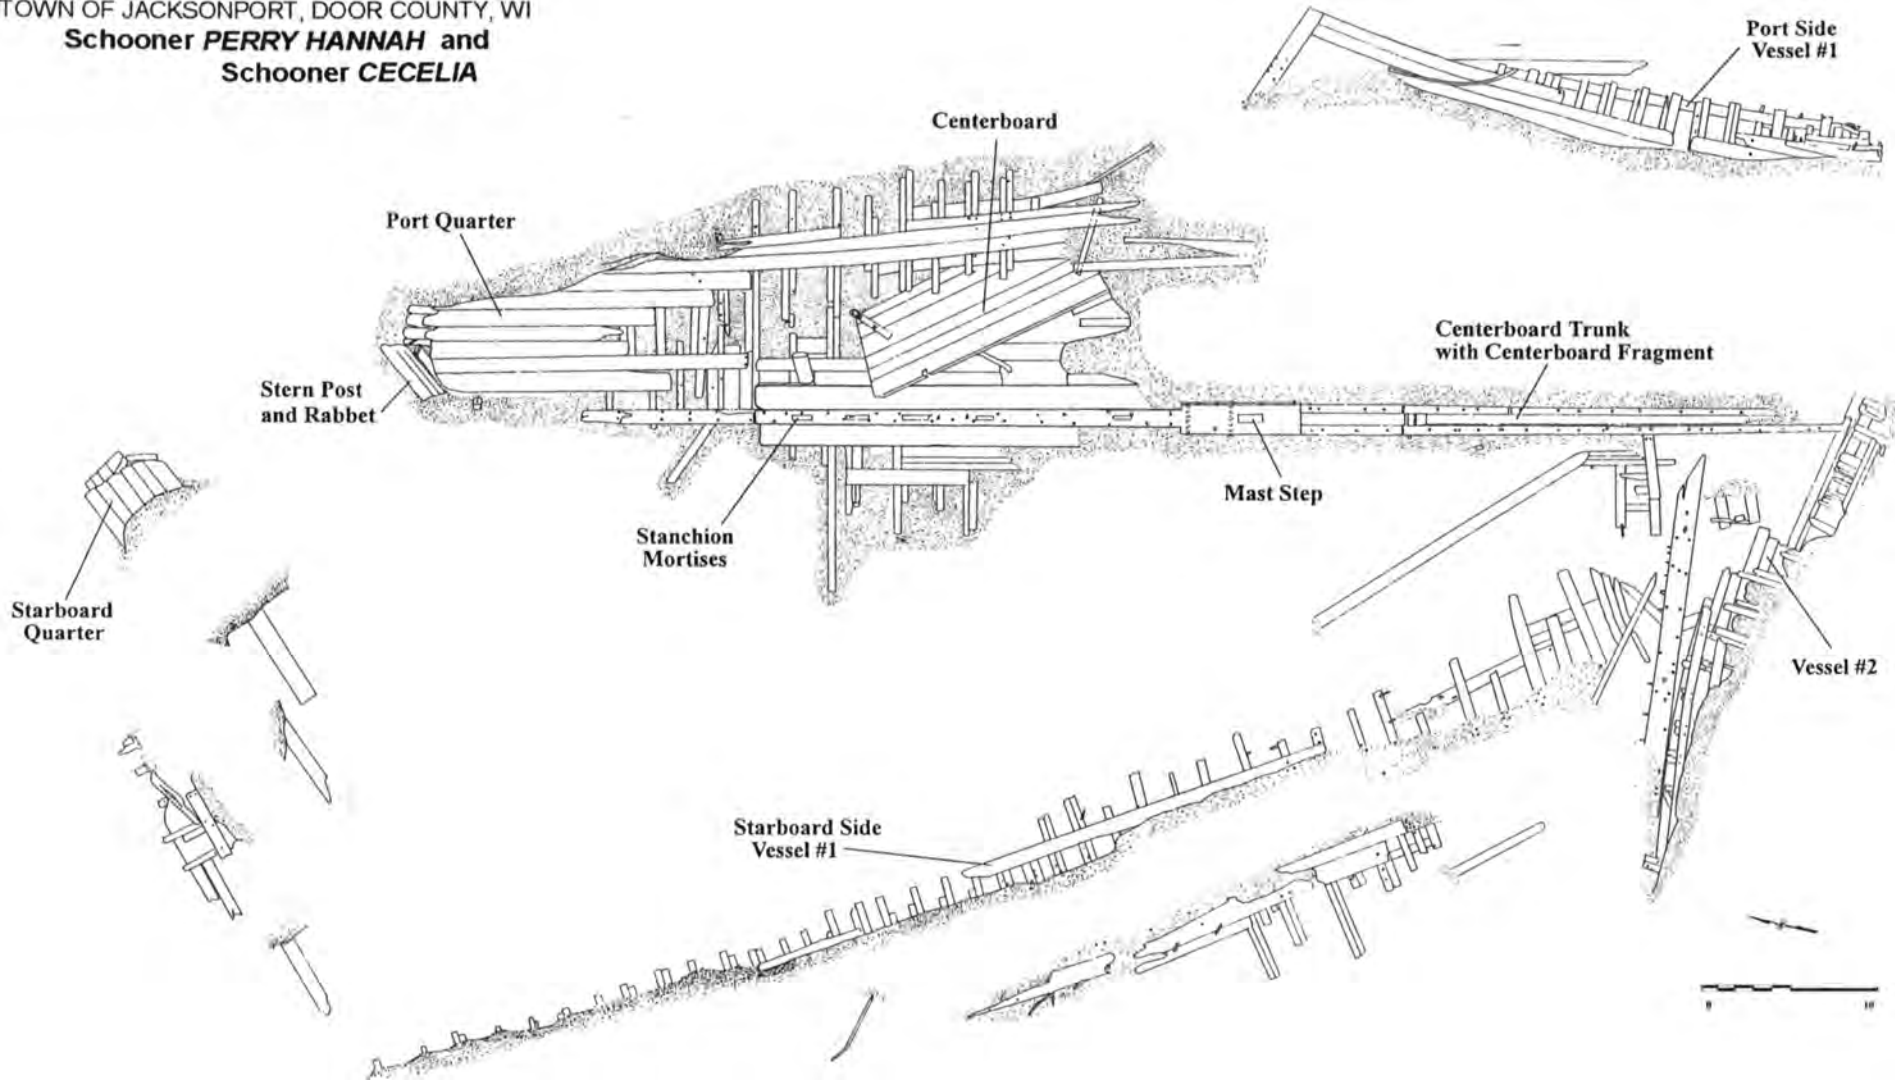 TOWN OF JACKSONPORT, DOOR COUNTY, WI
Schooner PERRY HANNAH and
Schooner CECELIA
Port Side
Vessel #1
Centerboard
Port Quarter
Centerboard Trunk
with Centerboard Fragment
Stern Post
and Rabbet
Mast Step
Stanchion
Mortises
Starboard
Quarter
Vessel #2
Starboard Side
Vessel #1
0 10